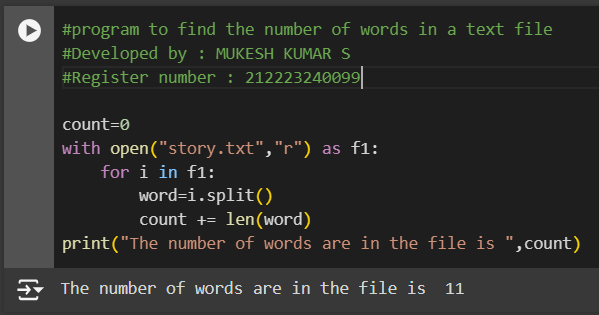 #program to find the number of words in a text file
#Developed by : MUKESH KUMAR S
#Register number : 212223240099
count=0
with open("story.txt","r") as f1:
    for i in f1:
        word=i.split()
        count += len(word)
print("The number of words are in the file is ",count)
The number of words are in the file is  11